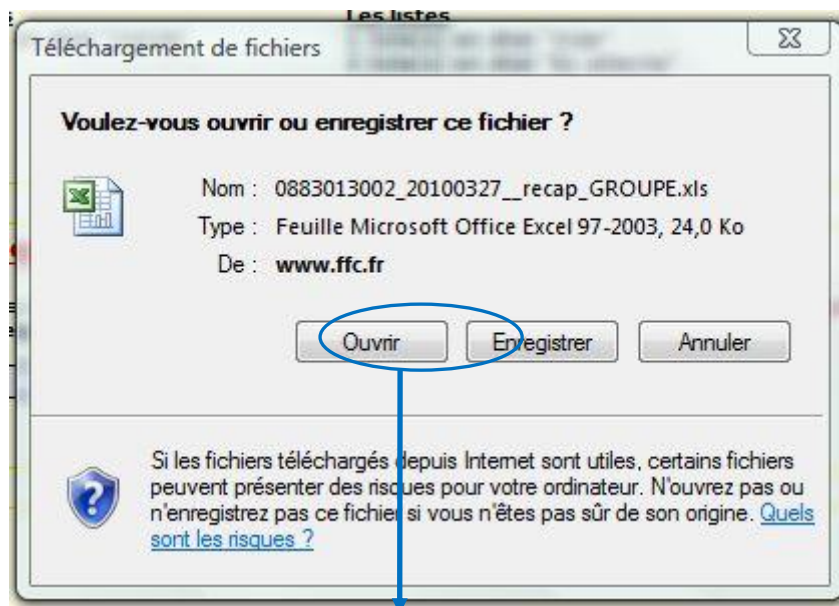 Les listes
Téléchargement de fichiers
Voulez-vous ouvrir ou enregistrer ce fichier ?
Nom : 0883013002_20100327__recap_GROUPE.xls
Type : Feuille Microsoft Office Excel 97-2003, 24,0 Ko
De : www.ffc.fr
Ouvrir Enregistrer Annuler
Si les fichiers téléchargés depuis Internet sont utiles, certains fichiers
peuvent présenter des risques pour votre ordinateur. N'ouvrez pas ou
n'enregistrez pas ce fichier si vous n'êtes pas sûr de son origine. Quels
sont les risques ?